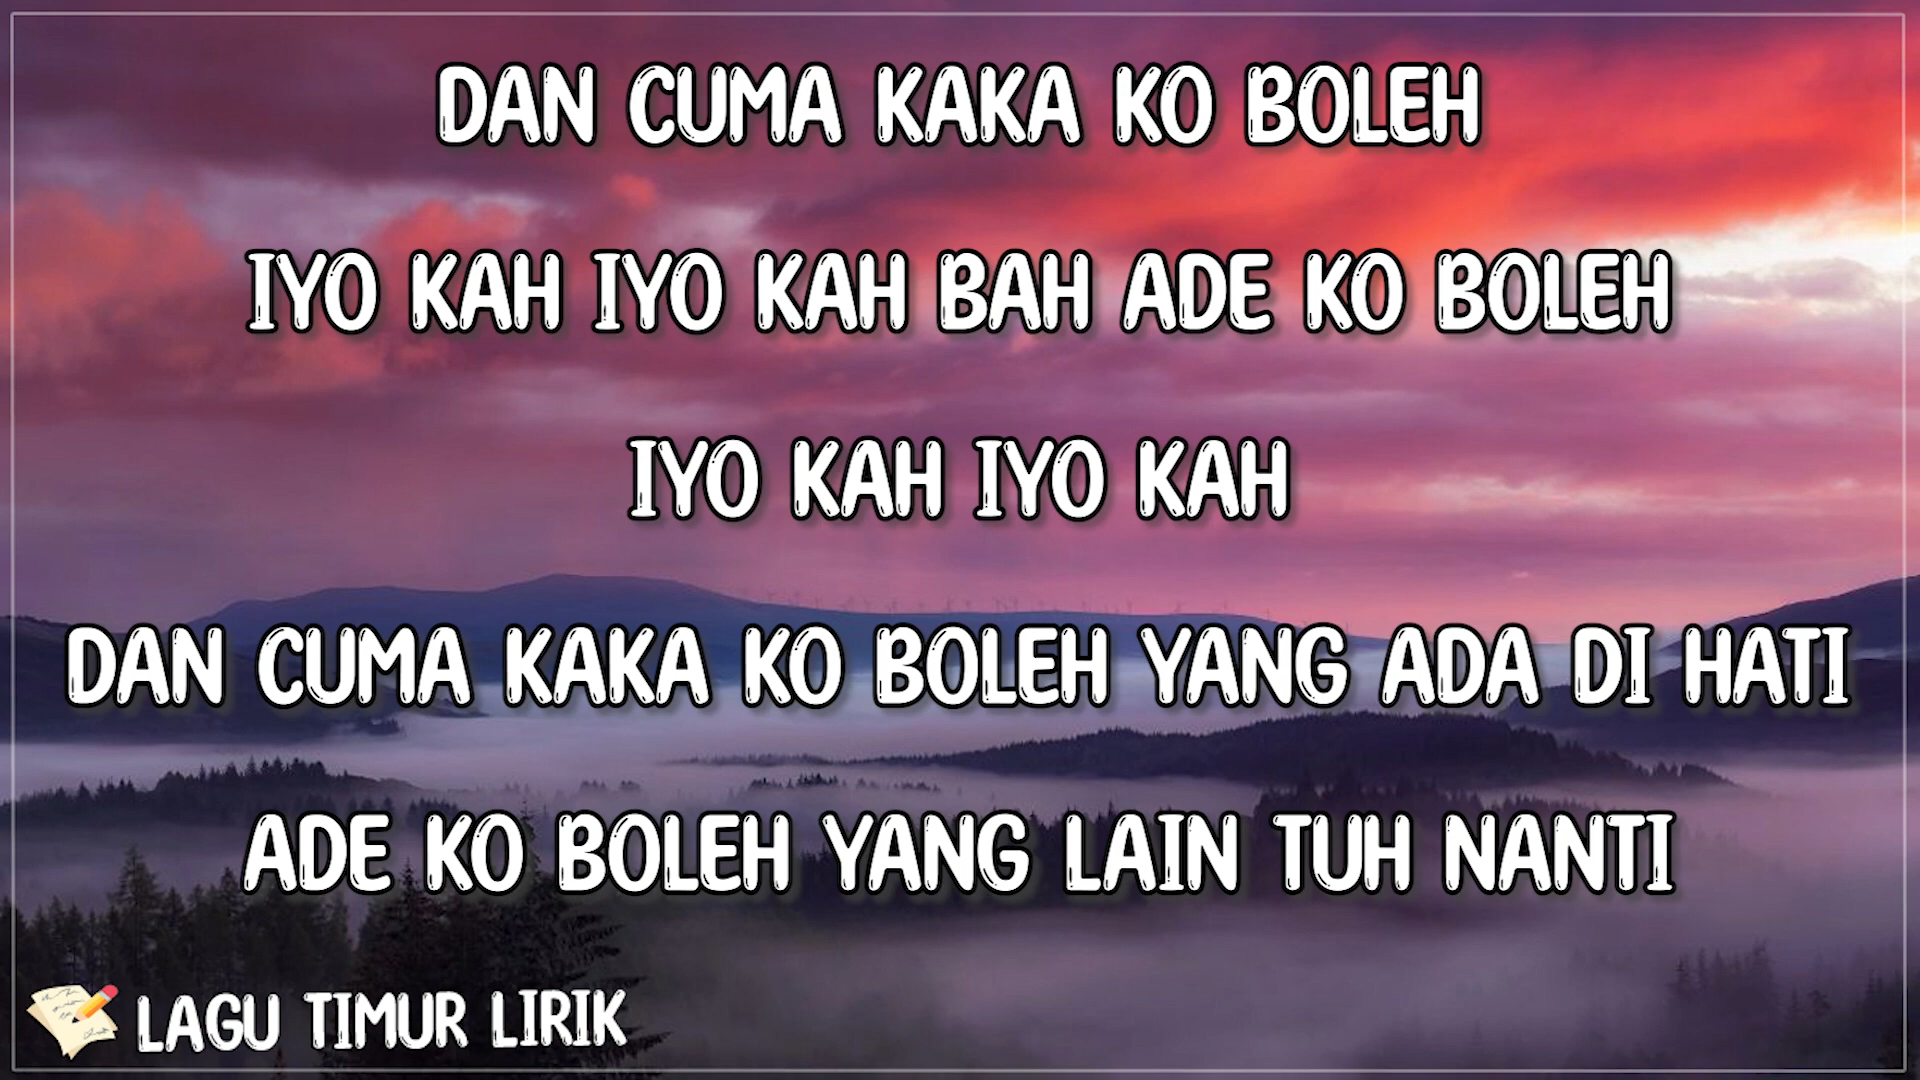 DAN CUMA KAKA KO BOLEH
IYO KAH IYO KAH BAH ADE KO BOLEH
IYO KAH IYO KAH
DAN CUMA KAKA KO BOLEH YANG ADA DI HATI
ADE KO BOLEH YANG LAIN TUH NANTI
LAGU TIMUR LIRIK